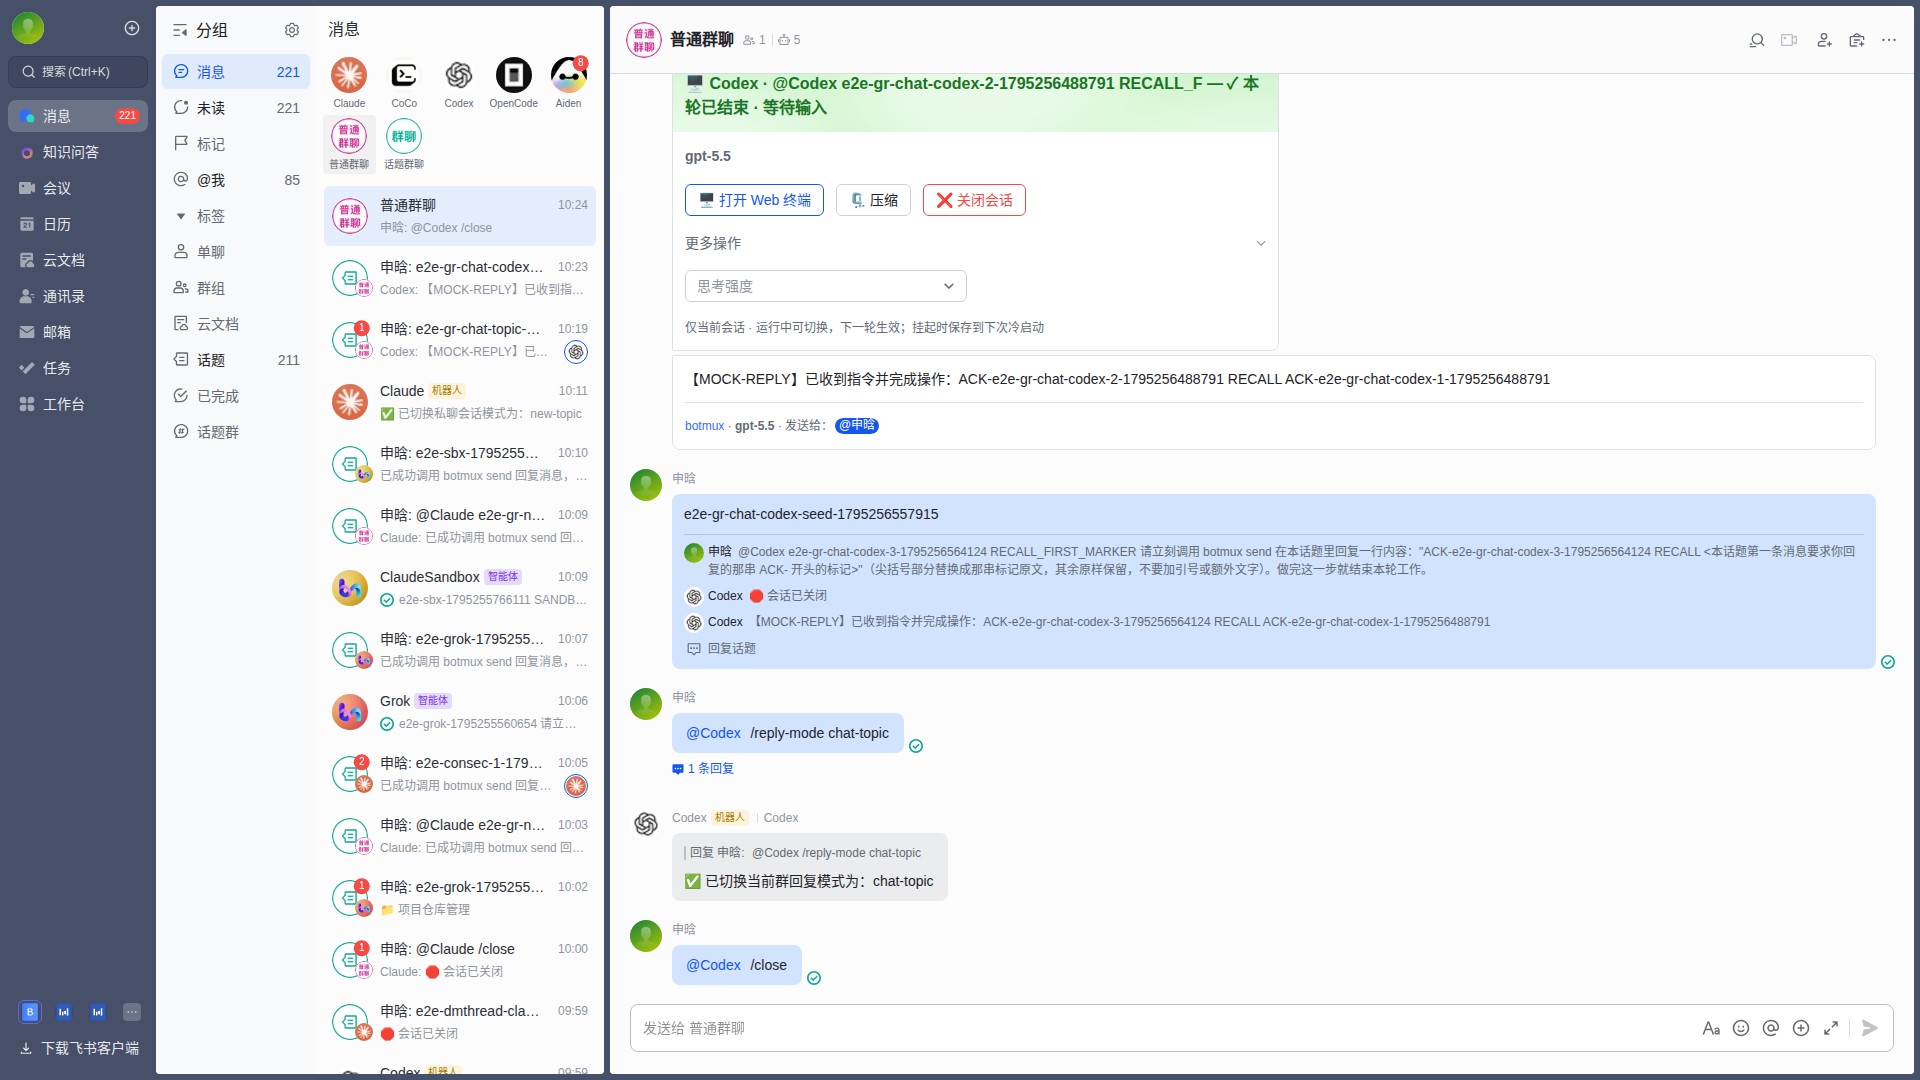 搜索 (Ctrl+K)
消息 221
知识问答
会议
日历
云文档
通讯录
邮箱
任务
工作台
下载飞书客户端
分组
消息 221
未读 221
标记
@我 85
标签
单聊
群组
云文档
话题 211
已完成
话题群
消息
8
Claude CoCo Codex OpenCode Aiden
普通
群聊
群聊
普通群聊 话题群聊
普通群聊 10:24
申晗: @Codex /close
申晗: e2e-gr-chat-codex… 10:23
Codex: 【MOCK-REPLY】已收到指…
1
申晗: e2e-gr-chat-topic-… 10:19
Codex: 【MOCK-REPLY】已…
Claude 机器人 10:11
✅ 已切换私聊会话模式为：new-topic
申晗: e2e-sbx-1795255… 10:10
已成功调用 botmux send 回复消息，…
申晗: @Claude e2e-gr-n… 10:09
Claude: 已成功调用 botmux send 回…
ClaudeSandbox 智能体 10:09
e2e-sbx-1795255766111 SANDB…
申晗: e2e-grok-1795255… 10:07
已成功调用 botmux send 回复消息，…
Grok 智能体 10:06
e2e-grok-1795255560654 请立…
2
申晗: e2e-consec-1-179… 10:05
已成功调用 botmux send 回复…
申晗: @Claude e2e-gr-n… 10:03
Claude: 已成功调用 botmux send 回…
1
申晗: e2e-grok-1795255… 10:02
📁 项目仓库管理
1
申晗: @Claude /close 10:00
Claude: 🛑 会话已关闭
申晗: e2e-dmthread-cla… 09:59
🛑 会话已关闭
Codex 机器人 09:59
普通
群聊
普通群聊 1 5
🖥️ Codex · @Codex e2e-gr-chat-codex-2-1795256488791 RECALL_F — ✓ 本
轮已结束 · 等待输入
gpt-5.5
🖥️ 打开 Web 终端 🗜️ 压缩 ❌ 关闭会话
更多操作
思考强度
仅当前会话 · 运行中可切换，下一轮生效；挂起时保存到下次冷启动
【MOCK-REPLY】已收到指令并完成操作：ACK-e2e-gr-chat-codex-2-1795256488791 RECALL ACK-e2e-gr-chat-codex-1-1795256488791
botmux · gpt-5.5 · 发送给：@申晗
申晗
e2e-gr-chat-codex-seed-1795256557915
申晗 @Codex e2e-gr-chat-codex-3-1795256564124 RECALL_FIRST_MARKER 请立刻调用 botmux send 在本话题里回复一行内容："ACK-e2e-gr-chat-codex-3-1795256564124 RECALL <本话题第一条消息要求你回
复的那串 ACK- 开头的标记>"（尖括号部分替换成那串标记原文，其余原样保留，不要加引号或额外文字）。做完这一步就结束本轮工作。
Codex 🛑 会话已关闭
Codex 【MOCK-REPLY】已收到指令并完成操作：ACK-e2e-gr-chat-codex-3-1795256564124 RECALL ACK-e2e-gr-chat-codex-1-1795256488791
回复话题
申晗
@Codex /reply-mode chat-topic
1 条回复
Codex 机器人 Codex
回复 申晗：@Codex /reply-mode chat-topic
✅ 已切换当前群回复模式为：chat-topic
申晗
@Codex /close
发送给 普通群聊